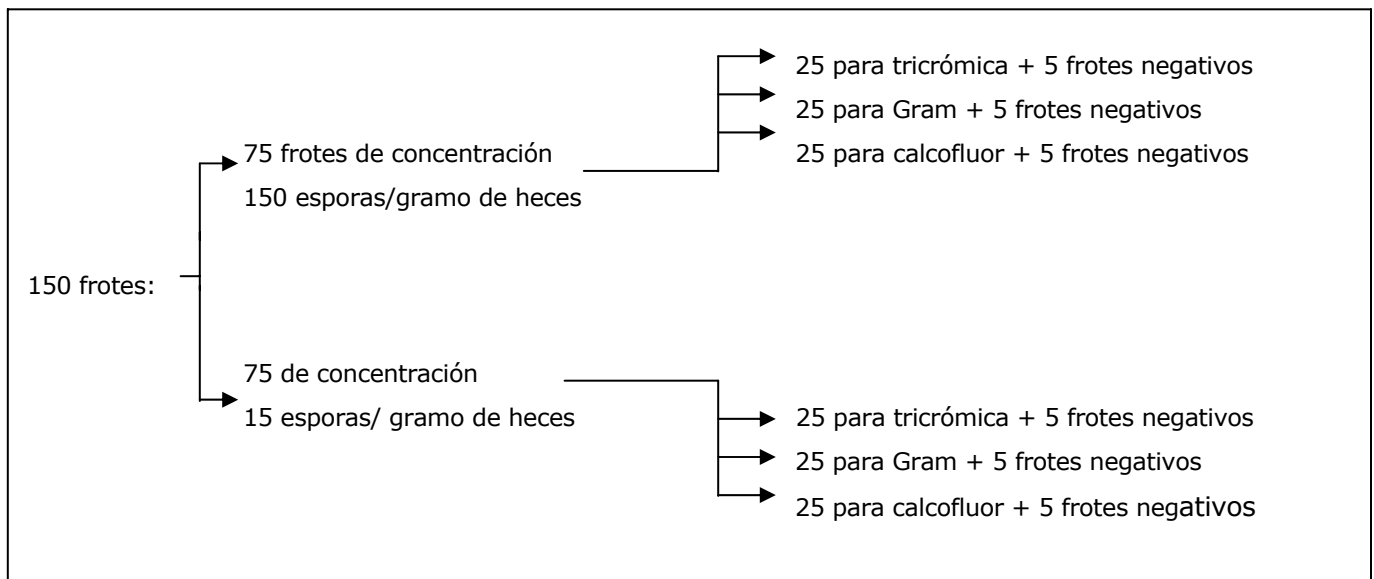 150 frotes:
75 frotes de concentración
150 esporas/gramo de heces
25 para tricrómica + 5 frotes negativos
25 para Gram + 5 frotes negativos
25 para calcofluor + 5 frotes negativos
75 de concentración
15 esporas/ gramo de heces
25 para tricrómica + 5 frotes negativos
25 para Gram + 5 frotes negativos
25 para calcofluor + 5 frotes negativos